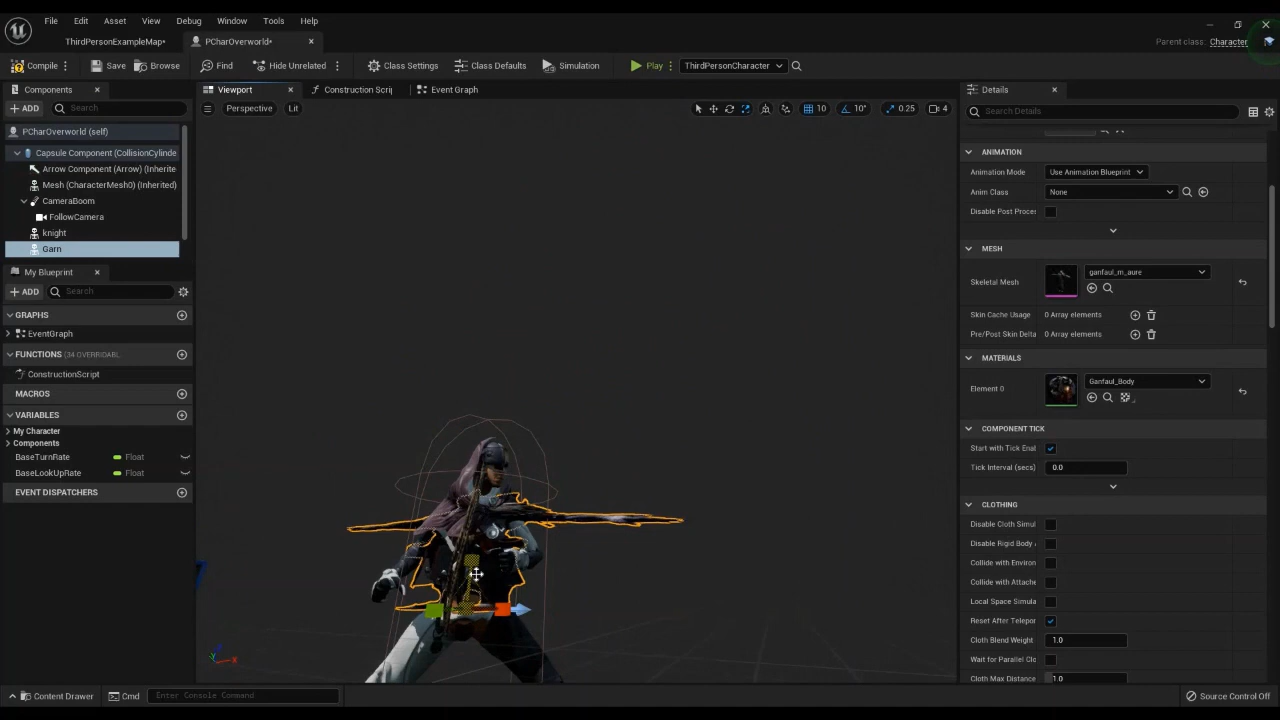 File Edit Asset View Debug Window Tools Help
ThirdPersonExampleMap* PCharOverworld* Parent class: Character
Compile Save Browse Find Hide Unrelated Class Settings Class Defaults Simulation Play ThirdPersonCharacter
Components
ADD Search
PCharOverworld (self)
Capsule Component (CollisionCylinde
Arrow Component (Arrow) (Inherite
Mesh (CharacterMesh0) (Inherited)
CameraBoom
FollowCamera
knight
Garn
My Blueprint
ADD Search
GRAPHS
EventGraph
FUNCTIONS (34 OVERRIDABL
ConstructionScript
MACROS
VARIABLES
My Character
Components
BaseTurnRate Float
BaseLookUpRate Float
EVENT DISPATCHERS
Viewport Construction Scrip Event Graph
Perspective Lit 10 10° 0.25 4
Details
Search Details
ANIMATION
Animation Mode Use Animation Blueprint
Anim Class None
Disable Post Proces
MESH
Skeletal Mesh ganfaul_m_aure
Skin Cache Usage 0 Array elements
Pre/Post Skin Delta 0 Array elements
MATERIALS
Element 0 Ganfaul_Body
COMPONENT TICK
Start with Tick Enal
Tick Interval (secs) 0.0
CLOTHING
Disable Cloth Simul
Disable Rigid Body
Collide with Environ
Collide with Attache
Local Space Simula
Reset After Telepor
Cloth Blend Weight 1.0
Wait for Parallel Clo
Cloth Max Distance 1.0
Content Drawer Cmd Enter Console Command Source Control Off